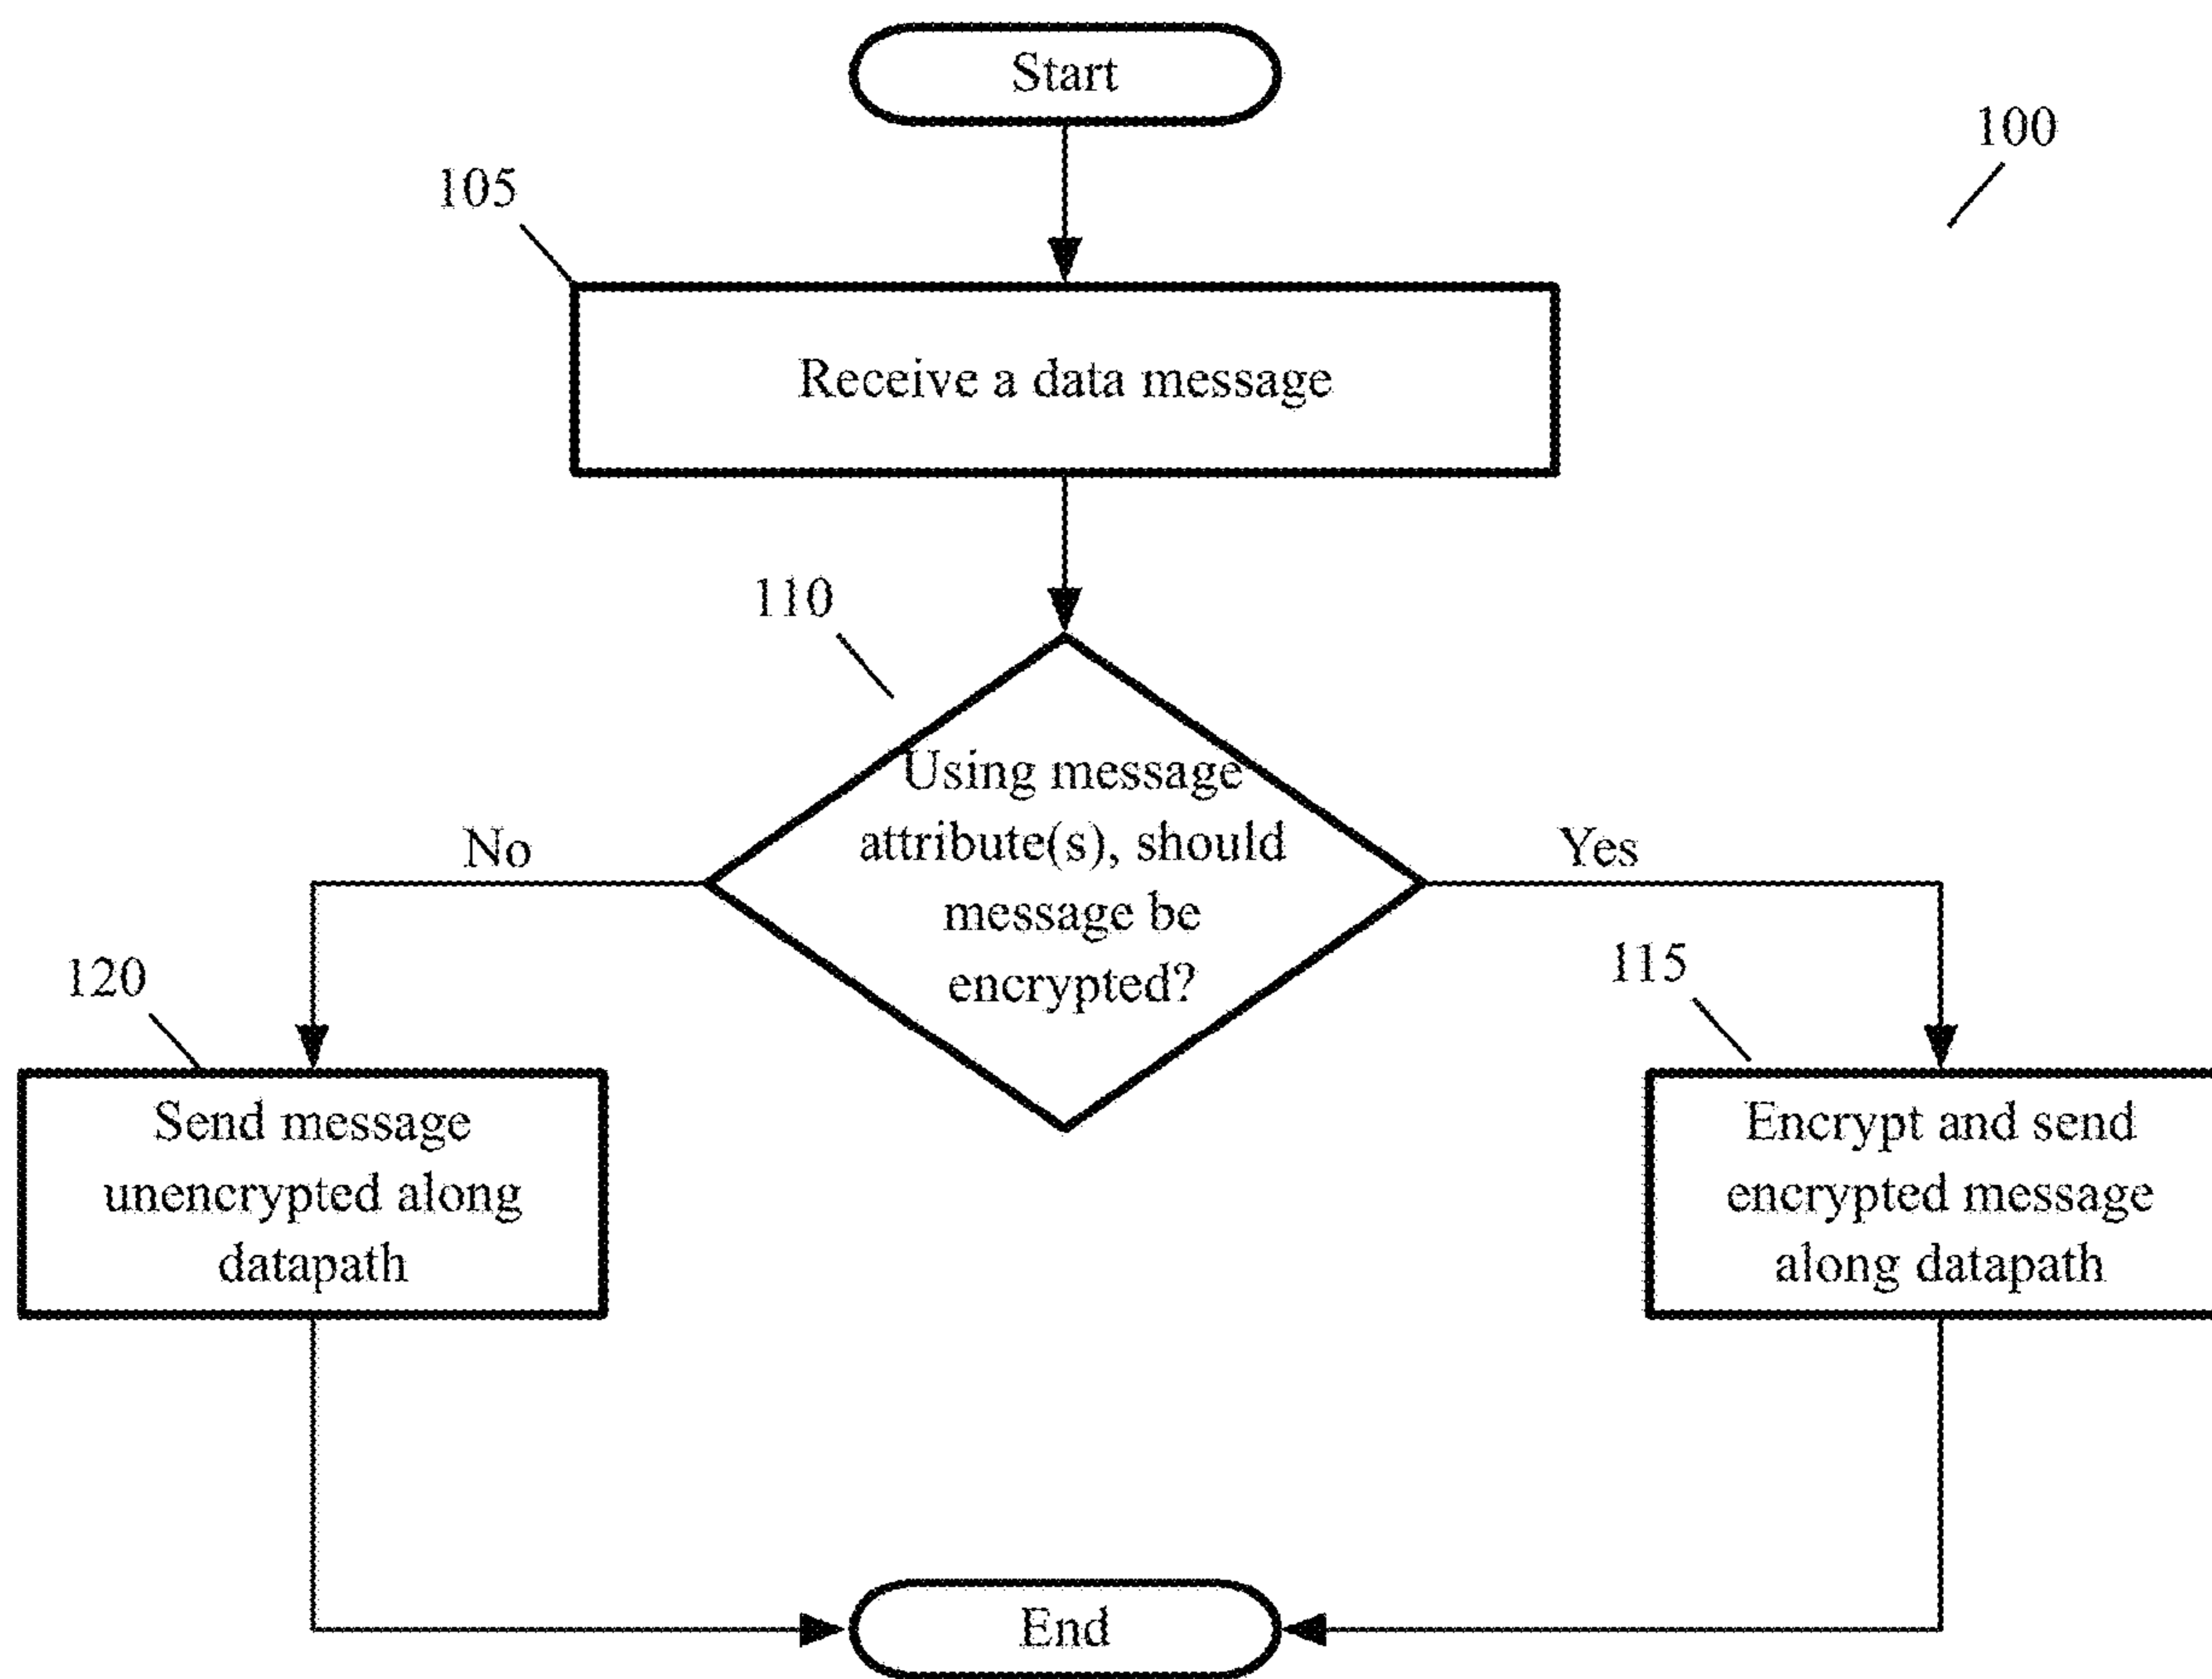 Start
100
105
Receive a data message
110
Using message
attribute(s), should
message be
encrypted?
No
Yes
120
115
Send message
unencrypted along
datapath
Encrypt and send
encrypted message
along datapath
End